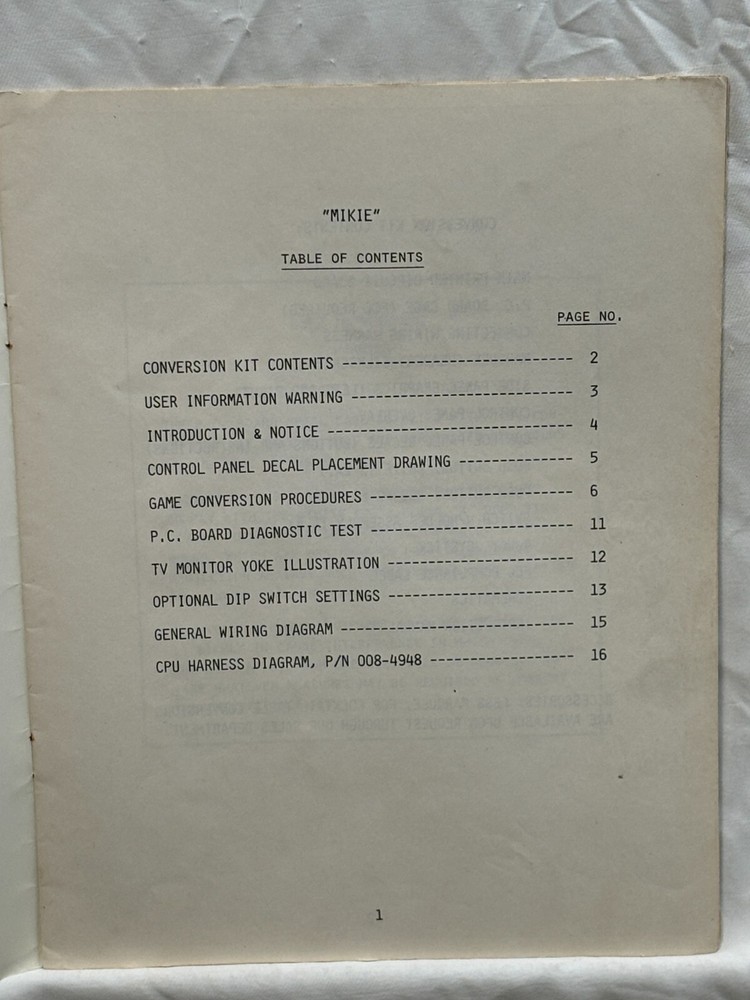 "MIKIE"
TABLE OF CONTENTS
PAGE NO.
CONVERSION KIT CONTENTS --------------------------- 2
USER INFORMATION WARNING -------------------------- 3
INTRODUCTION & NOTICE ----------------------------- 4
CONTROL PANEL DECAL PLACEMENT DRAWING -------------- 5
GAME CONVERSION PROCEDURES ------------------------ 6
P.C. BOARD DIAGNOSTIC TEST ------------------------ 11
TV MONITOR YOKE ILLUSTRATION ---------------------- 12
OPTIONAL DIP SWITCH SETTINGS ---------------------- 13
GENERAL WIRING DIAGRAM ---------------------------- 15
CPU HARNESS DIAGRAM, P/N 008-4948 ----------------- 16
1